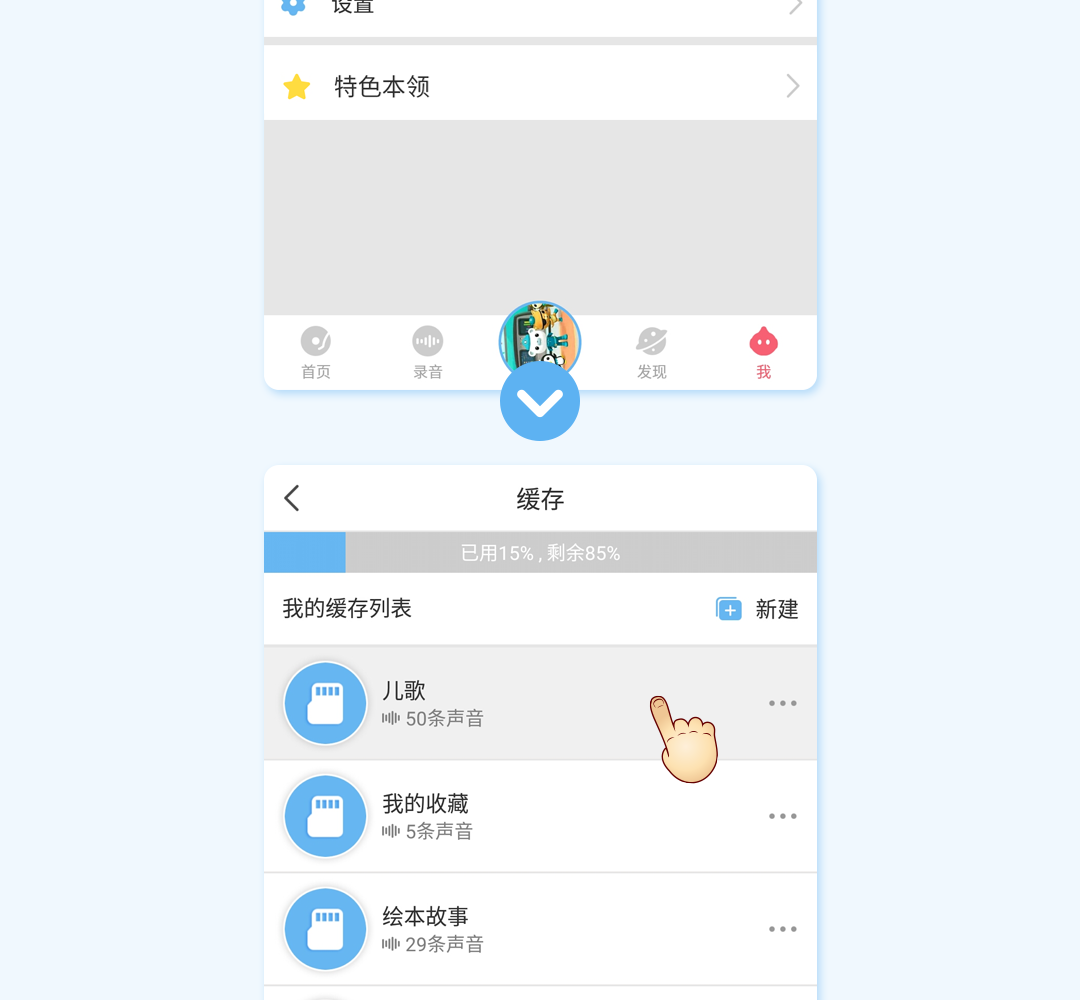 设置
特色本领
首页
录音
发现
我
缓存
已用15% , 剩余85%
我的缓存列表
新建
儿歌
50条声音
我的收藏
5条声音
绘本故事
29条声音